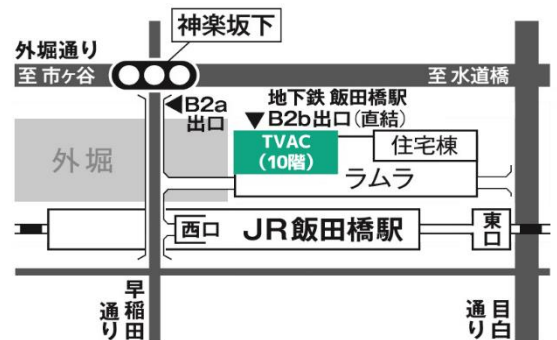 神楽坂下
外堀通り
至 市ヶ谷
至 水道橋
◀B2a
出口
地下鉄 飯田橋駅
▼B2b出口(直結)
TVAC
(10階)
住宅棟
外堀
ラムラ
西口
JR飯田橋駅
東口
早稲田
通り
目白
通り